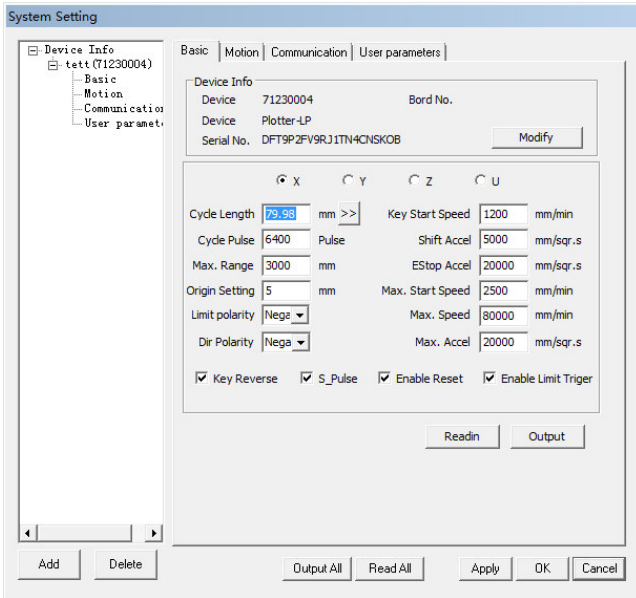 System Setting
Device Info
tett(71230004)
Basic
Motion
Communication
User paramet
Basic Motion Communication User parameters
Device Info
Device 71230004 Bord No.
Device Plotter-LP
Serial No. DFT9P2FV9RJ1TN4CNSKOB
Modify
X Y Z U
Cycle Length 79.98 mm >> Key Start Speed 1200 mm/min
Cycle Pulse 6400 Pulse Shift Accel 5000 mm/sqr.s
Max. Range 3000 mm EStop Accel 20000 mm/sqr.s
Origin Setting 5 mm Max. Start Speed 2500 mm/min
Limit polarity Nega Max. Speed 80000 mm/min
Dir Polarity Nega Max. Accel 20000 mm/sqr.s
Key Reverse S_Pulse Enable Reset Enable Limit Triger
Readin Output
Add Delete Output All Read All Apply OK Cancel